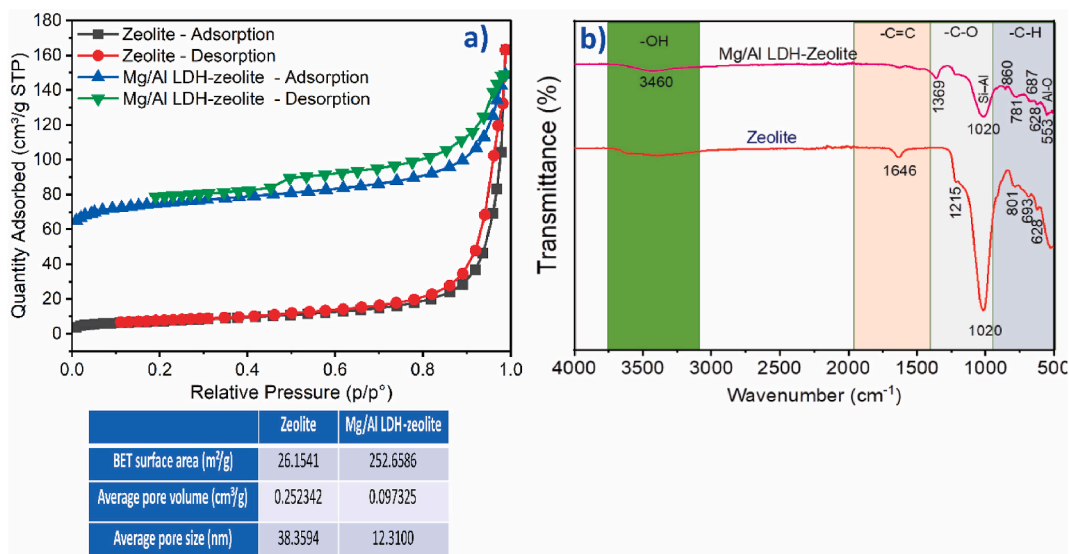 a)
Zeolite - Adsorption
Zeolite - Desorption
Mg/Al LDH-zeolite - Adsorption
Mg/Al LDH-zeolite - Desorption
Quantity Adsorbed (cm³/g STP)
180
160
140
120
100
80
60
40
20
0
0.0 0.2 0.4 0.6 0.8 1.0
Relative Pressure (p/p°)
b)
-OH
-C=C
-C-O
-C-H
Mg/Al LDH-Zeolite
3460
1369
Si-Al
1020
860
781
687
628
Al-O
553
Zeolite
1646
1215
1020
801
693
628
Transmittance (%)
4000 3500 3000 2500 2000 1500 1000 500
Wavenumber (cm⁻¹)
Zeolite Mg/Al LDH-zeolite
BET surface area (m²/g) 26.1541 252.6586
Average pore volume (cm³/g) 0.252342 0.097325
Average pore size (nm) 38.3594 12.3100